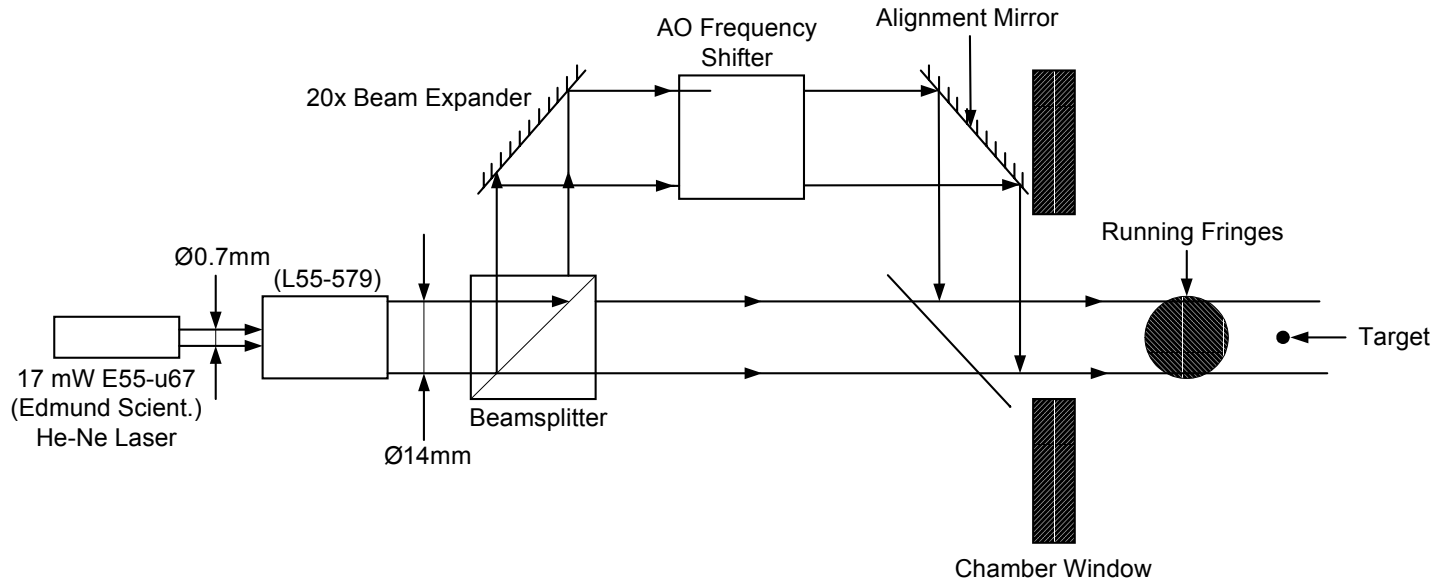 AO Frequency
Shifter
Alignment Mirror
20x Beam Expander
Running Fringes
Ø0.7mm
(L55-579)
Target
17 mW E55-u67
(Edmund Scient.)
He-Ne Laser
Beamsplitter
Ø14mm
Chamber Window